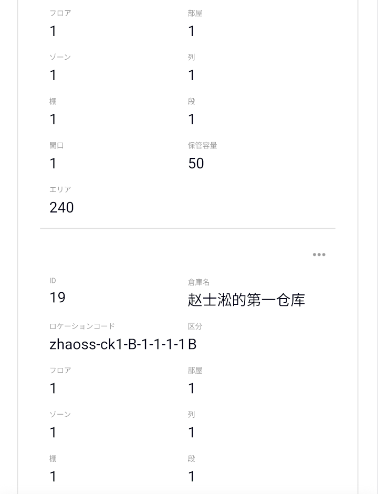 フロア 部屋
1 1
ゾーン 列
1 1
棚 段
1 1
間口 保管容量
1 50
エリア
240
ID 倉庫名
19 赵士淞的第一仓库
ロケーションコード 区分
zhaoss-ck1-B-1-1-1-1 B
フロア 部屋
1 1
ゾーン 列
1 1
棚 段
1 1